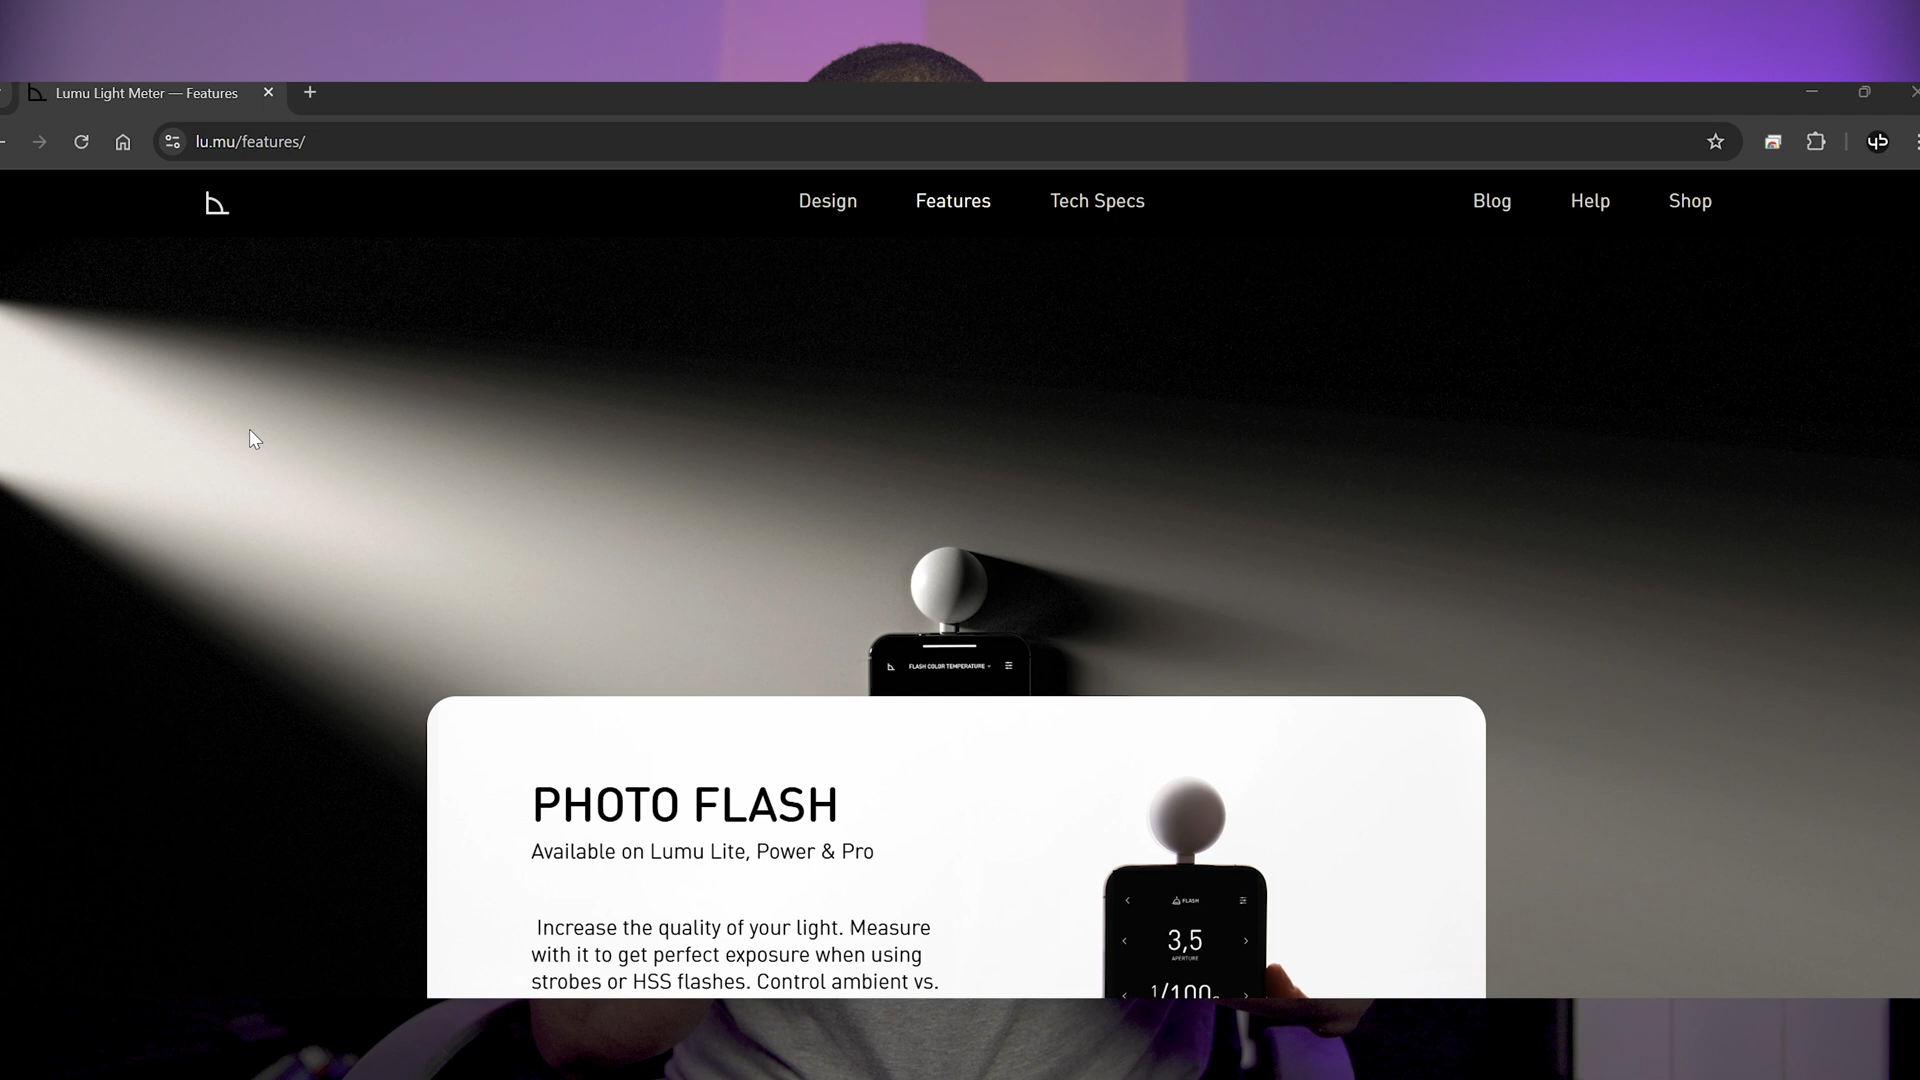 Lumu Light Meter — Features
lu.mu/features/
Design Features Tech Specs Blog Help Shop
FLASH COLOR TEMPERATURE
PHOTO FLASH
Available on Lumu Lite, Power & Pro
Increase the quality of your light. Measure
with it to get perfect exposure when using
strobes or HSS flashes. Control ambient vs.
FLASH
3,5
APERTURE
1/100s